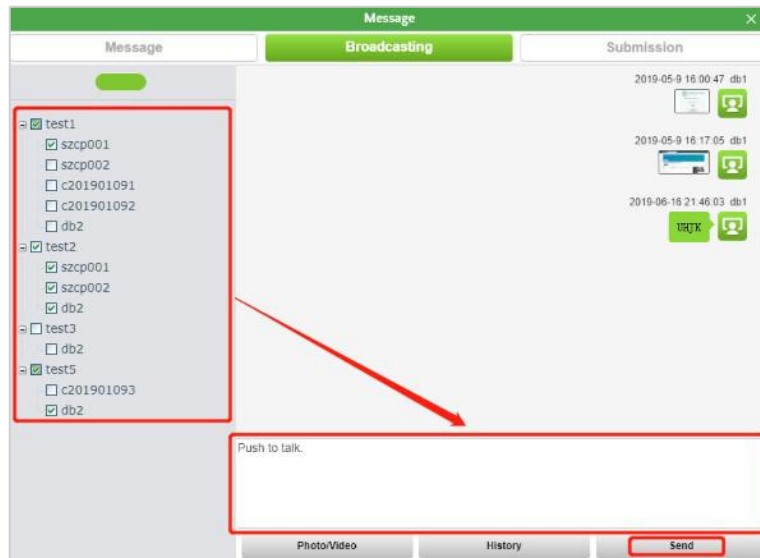 Message
Message Broadcasting Submission
test1
szcp001
szcp002
c201901091
c201901092
db2
test2
szcp001
szcp002
db2
test3
db2
test5
c201901093
db2
2019-05-9 16:00:47 db1
2019-05-9 16:17:05 db1
2019-06-16 21:46:03 db1
UHJK
Push to talk.
Photo/Video History Send